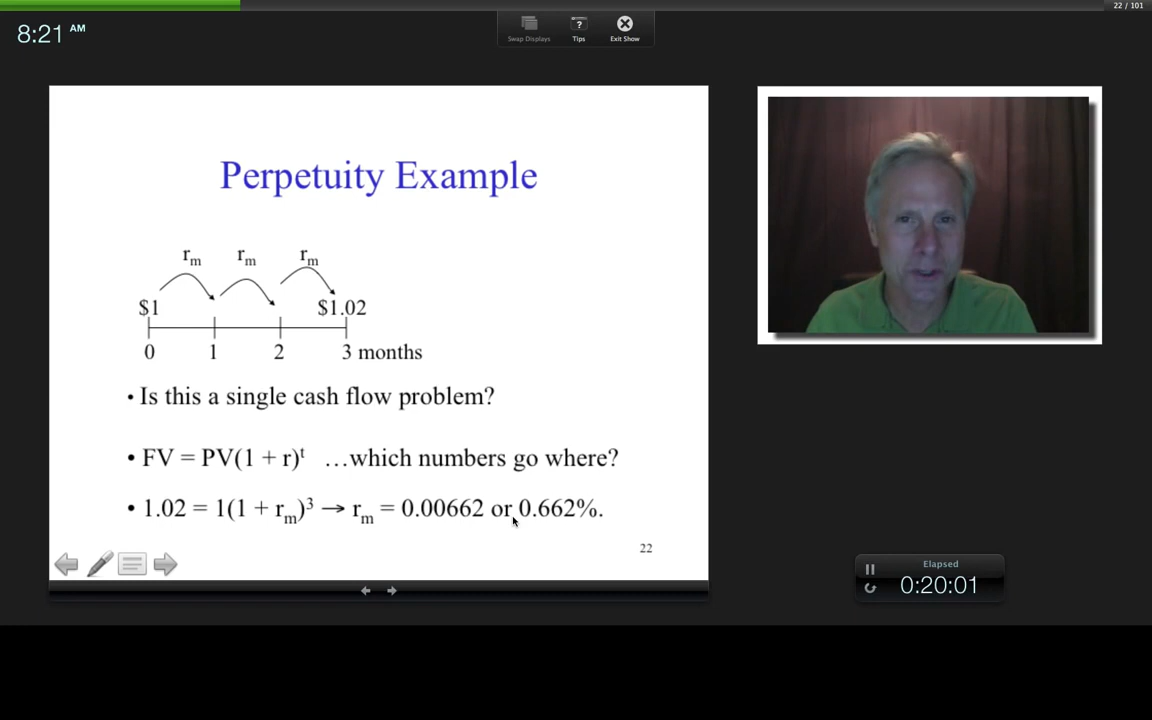 22 / 101
8:21 AM
Swap Displays
Tips
Exit Show
Perpetuity Example
rm rm rm
$1 $1.02
0 1 2 3 months
• Is this a single cash flow problem?
• FV = PV(1 + r)ᵗ …which numbers go where?
• 1.02 = 1(1 + rm)³ → rm = 0.00662 or 0.662%.
22
Elapsed
0:20:01